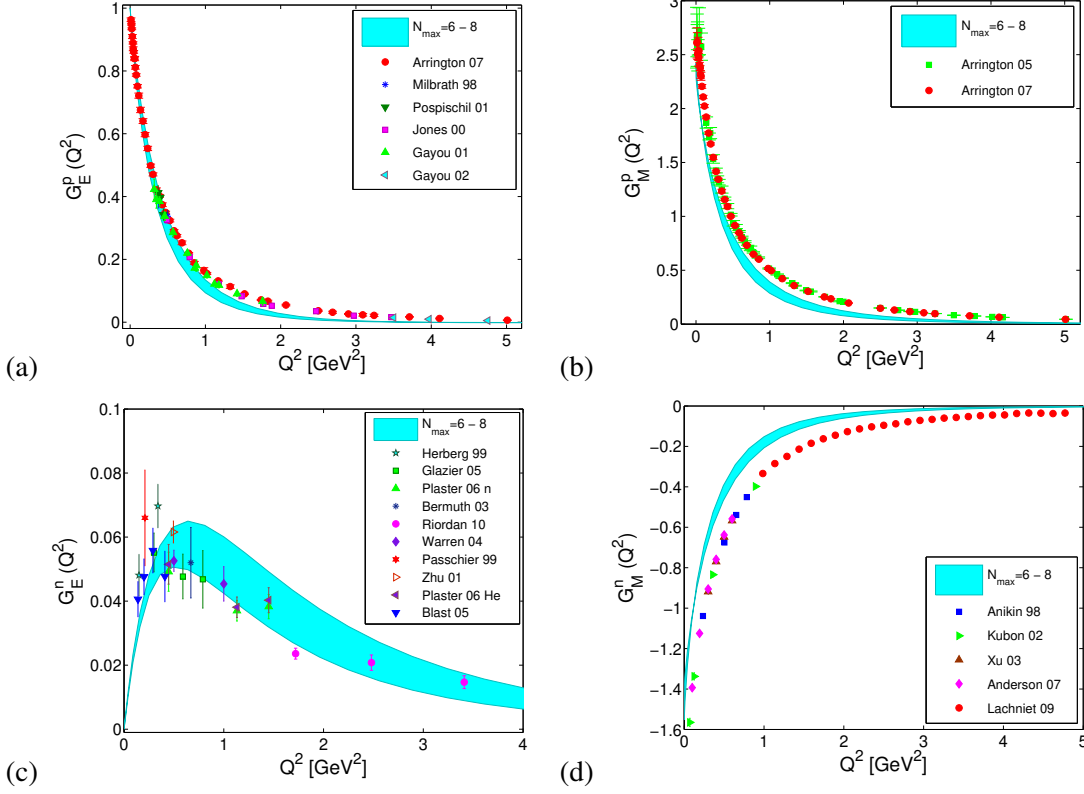 1
0.8
0.6
0.4
0.2
0
0 1 2 3 4 5
G_E^p (Q^2)
Q^2 [GeV^2]
N_max=6 − 8
Arrington 07
Milbrath 98
Pospischil 01
Jones 00
Gayou 01
Gayou 02
(a)
3
2.5
2
1.5
1
0.5
0
0 1 2 3 4 5
G_M^p (Q^2)
Q^2 [GeV^2]
N_max=6 − 8
Arrington 05
Arrington 07
(b)
0.1
0.08
0.06
0.04
0.02
0
0 1 2 3 4
G_E^n (Q^2)
Q^2 [GeV^2]
N_max=6 − 8
Herberg 99
Glazier 05
Plaster 06 n
Bermuth 03
Riordan 10
Warren 04
Passchier 99
Zhu 01
Plaster 06 He
Blast 05
(c)
0
−0.2
−0.4
−0.6
−0.8
−1
−1.2
−1.4
−1.6
0 1 2 3 4 5
G_M^n (Q^2)
Q^2 [GeV^2]
N_max=6 − 8
Anikin 98
Kubon 02
Xu 03
Anderson 07
Lachniet 09
(d)